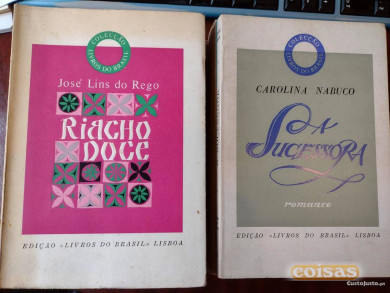 COLECÇÃO
LIVROS DO BRASIL
José Lins do Rego
RIACHO
DOCE
EDIÇÃO «LIVROS DO BRASIL» LISBOA
COLECÇÃO
LIVROS DO BRASIL
CAROLINA NABUCO
A
SUCESSORA
romance
EDIÇÃO «LIVROS DO BRASIL» LISBOA
coisas
CustoJusto.pt